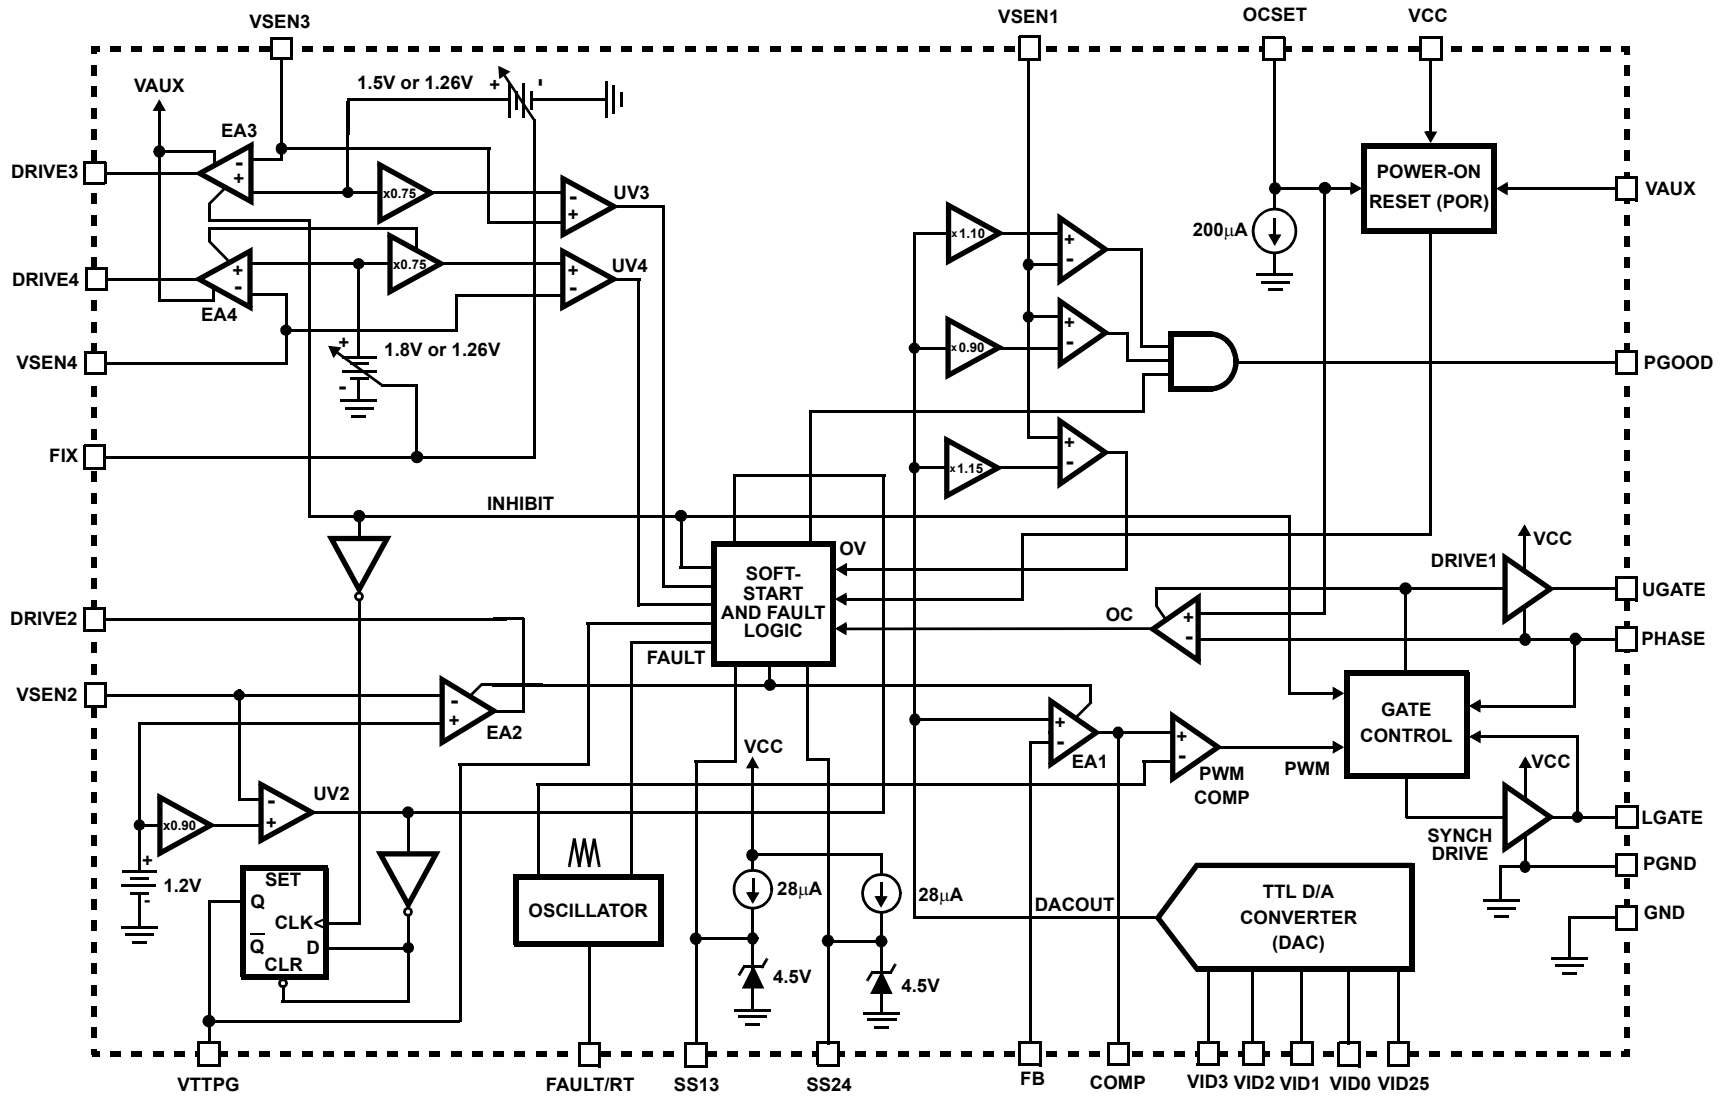 VSEN3
VSEN1
OCSET
VCC
VAUX
1.5V or 1.26V
+
-
EA3
-
+
DRIVE3
x0.75
-
+
UV3
POWER-ON
RESET (POR)
VAUX
200µA
x 1.10
+
-
DRIVE4
+
-
EA4
x0.75
+
-
UV4
VSEN4
+
-
1.8V or 1.26V
x 0.90
+
-
PGOOD
FIX
x 1.15
+
-
INHIBIT
OV
SOFT-
START
AND FAULT
LOGIC
VCC
DRIVE1
UGATE
DRIVE2
OC
+
-
PHASE
FAULT
VSEN2
-
+
EA2
+
-
EA1
+
-
PWM
COMP
PWM
GATE
CONTROL
VCC
VCC
UV2
-
+
x0.90
LGATE
SYNCH
DRIVE
PGND
+
-
1.2V
SET
Q
CLK
Q
D
CLR
OSCILLATOR
28µA
28µA
4.5V
4.5V
DACOUT
TTL D/A
CONVERTER
(DAC)
GND
VTTPG
FAULT/RT
SS13
SS24
FB
COMP
VID3
VID2
VID1
VID0
VID25